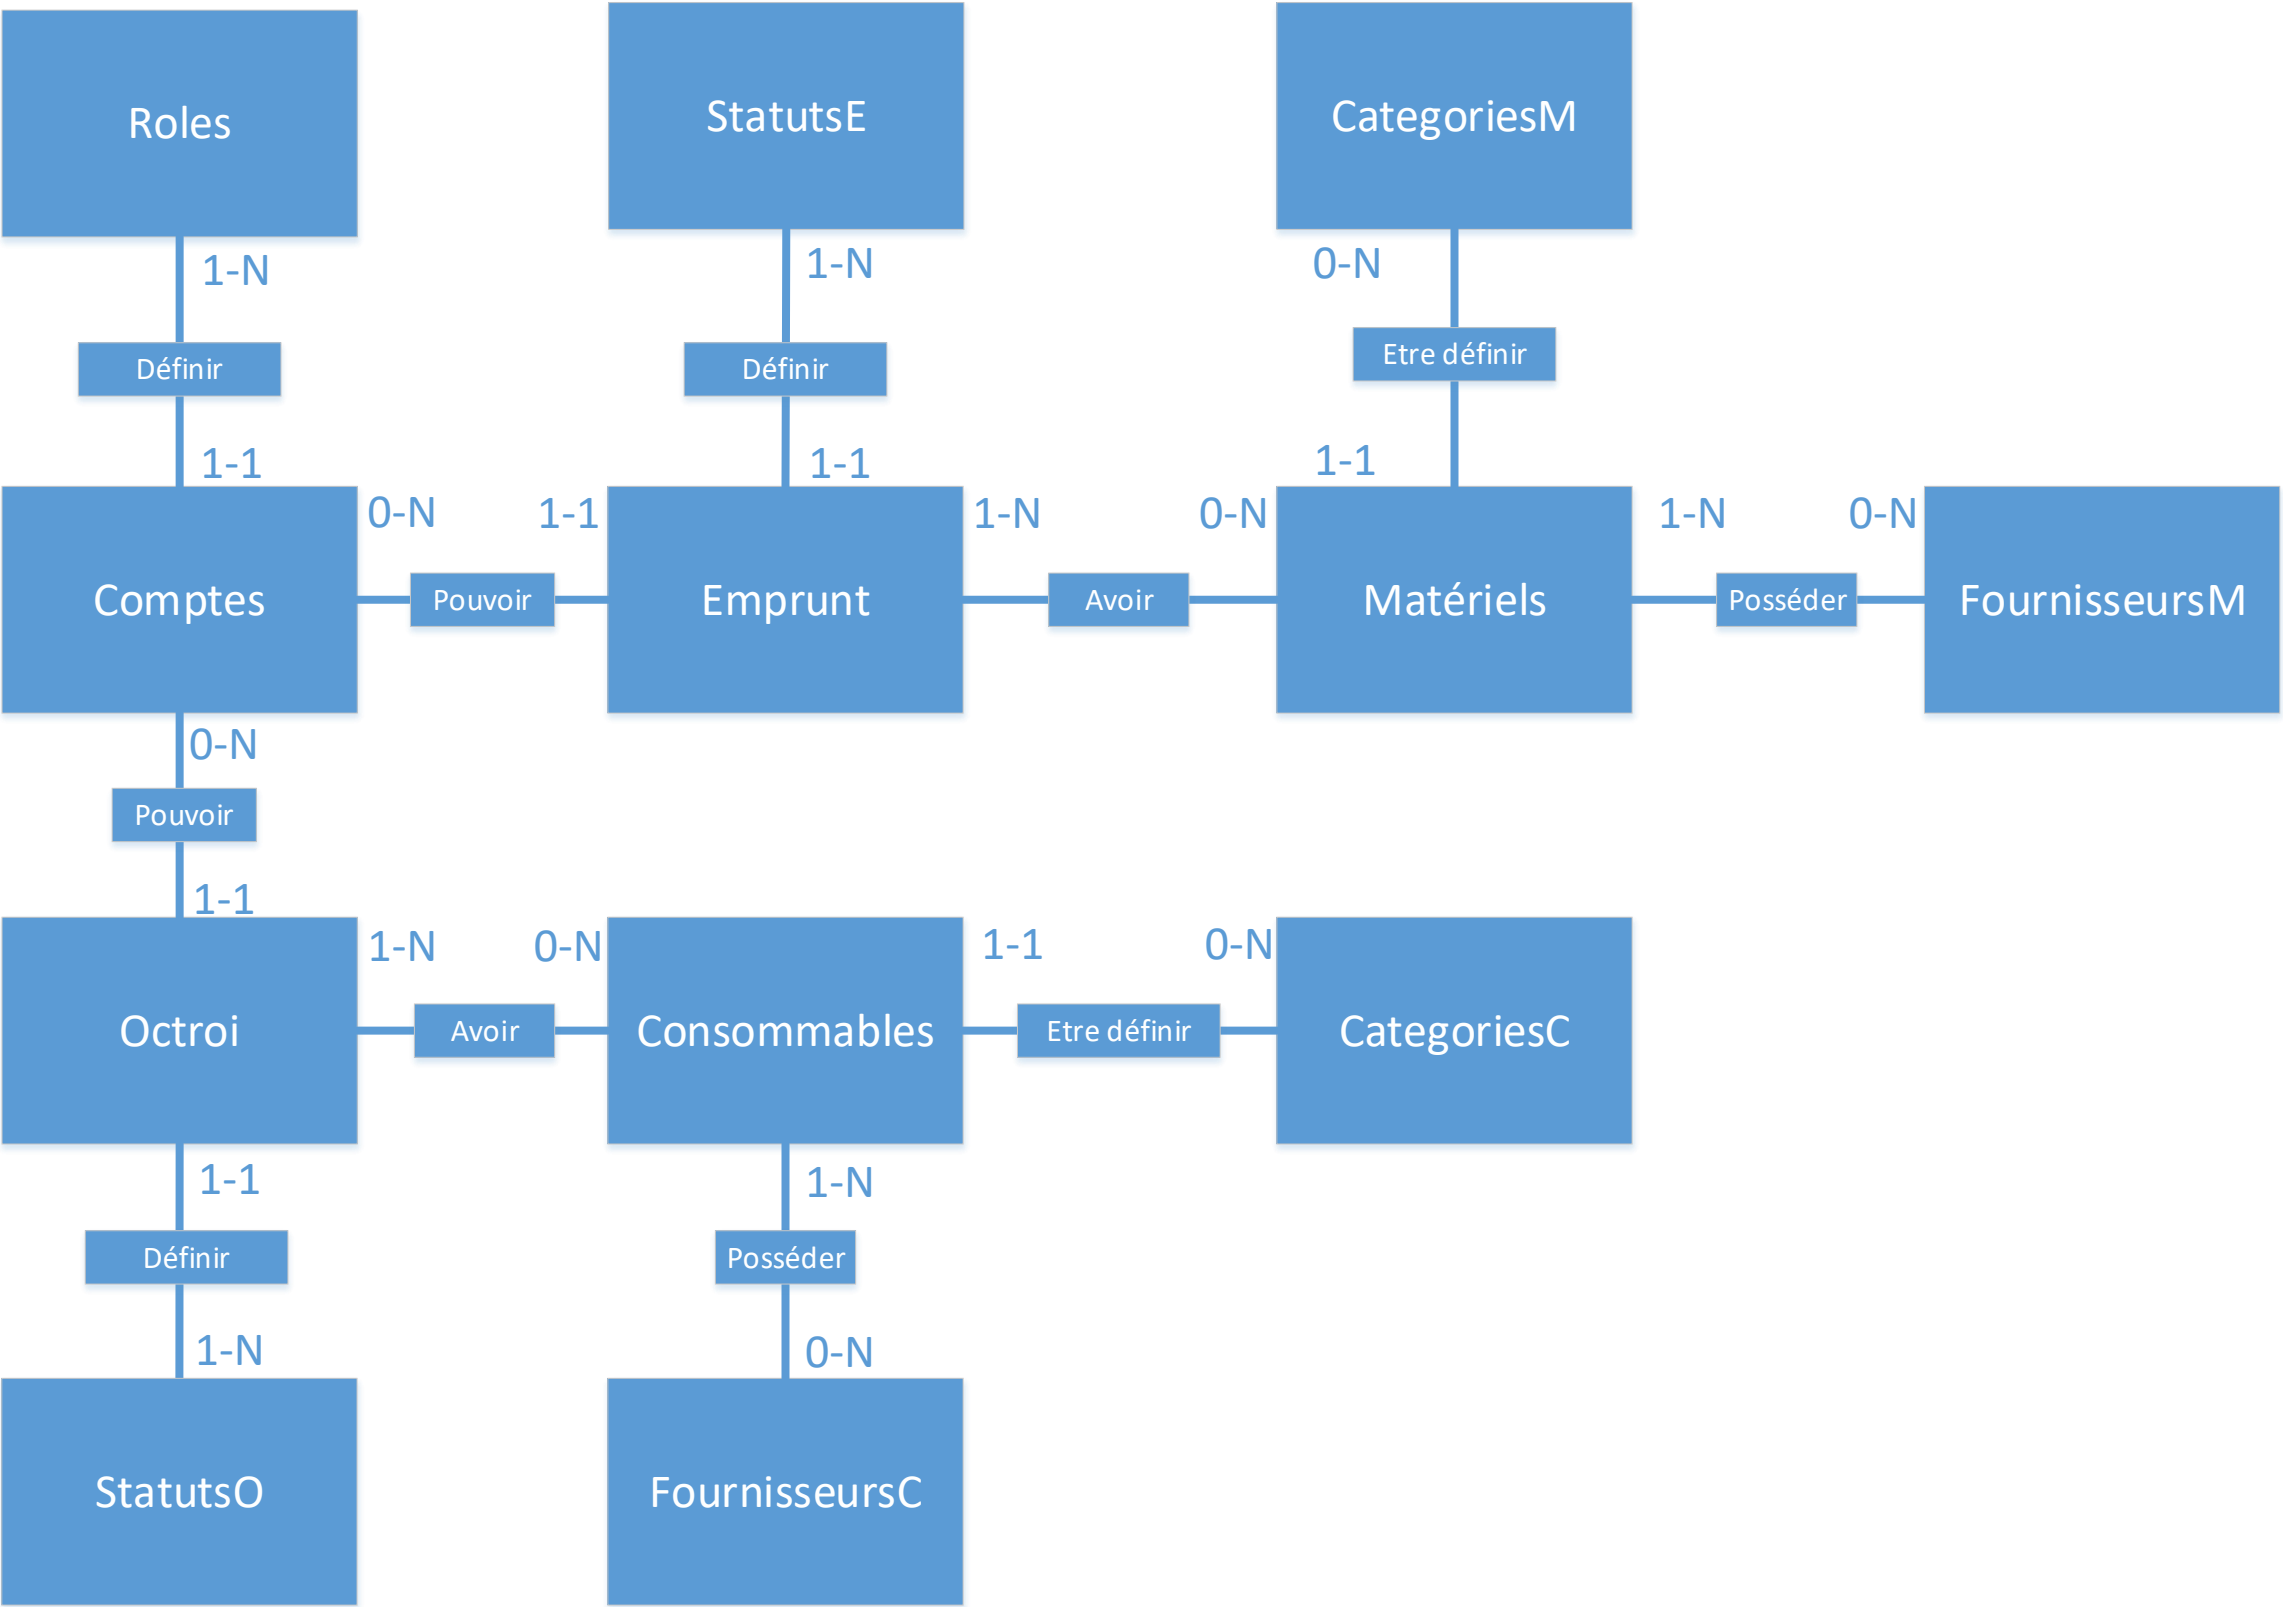 Roles
StatutsE
CategoriesM
1-N
1-N
0-N
Définir
Définir
Etre définir
1-1
1-1
1-1
0-N
1-1
1-N
0-N
1-N
0-N
Comptes
Pouvoir
Emprunt
Avoir
Matériels
Posséder
FournisseursM
0-N
Pouvoir
1-1
1-N
0-N
1-1
0-N
Octroi
Avoir
Consommables
Etre définir
CategoriesC
1-1
1-N
Définir
Posséder
1-N
0-N
StatutsO
FournisseursC